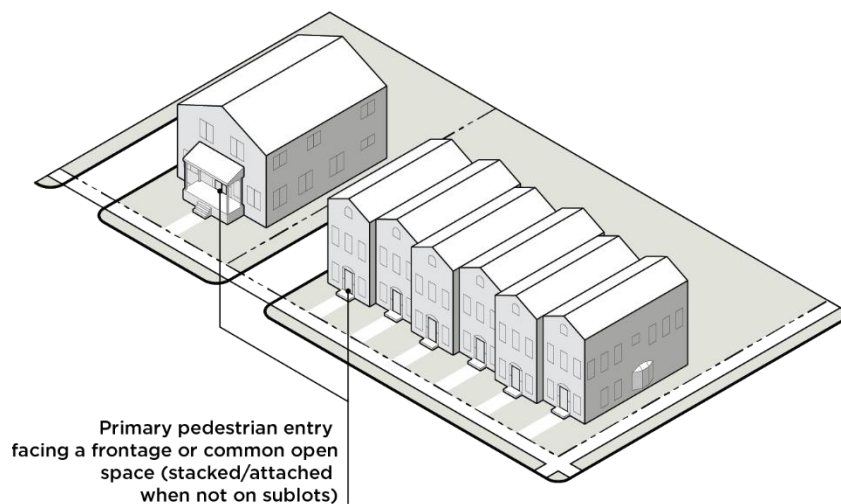 Primary pedestrian entry
facing a frontage or common open
space (stacked/attached
when not on sublots)